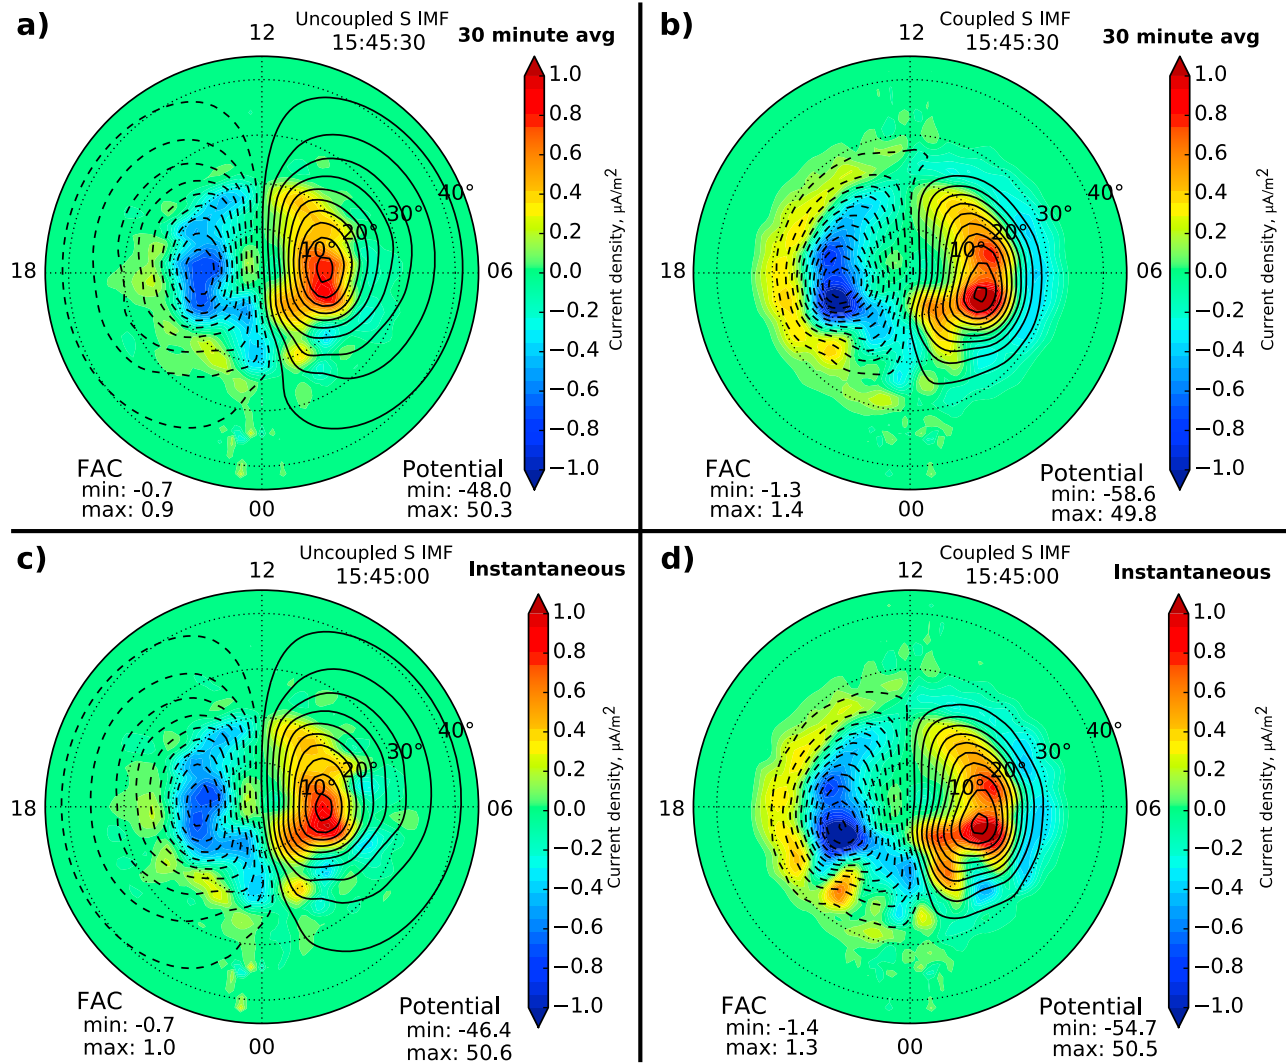 a)
Uncoupled S IMF
12
15:45:30
30 minute avg
18
06
00
10°
20°
30°
40°
1.0
0.8
0.6
0.4
0.2
0.0
−0.2
−0.4
−0.6
−0.8
−1.0
Current density, μA/m²
FAC
min: -0.7
max: 0.9
Potential
min: -48.0
max: 50.3
b)
Coupled S IMF
12
15:45:30
30 minute avg
18
06
00
10°
20°
30°
40°
1.0
0.8
0.6
0.4
0.2
0.0
−0.2
−0.4
−0.6
−0.8
−1.0
Current density, μA/m²
FAC
min: -1.3
max: 1.4
Potential
min: -58.6
max: 49.8
c)
Uncoupled S IMF
12
15:45:00
Instantaneous
18
06
00
10°
20°
30°
40°
1.0
0.8
0.6
0.4
0.2
0.0
−0.2
−0.4
−0.6
−0.8
−1.0
Current density, μA/m²
FAC
min: -0.7
max: 1.0
Potential
min: -46.4
max: 50.6
d)
Coupled S IMF
12
15:45:00
Instantaneous
18
06
00
10°
20°
30°
40°
1.0
0.8
0.6
0.4
0.2
0.0
−0.2
−0.4
−0.6
−0.8
−1.0
Current density, μA/m²
FAC
min: -1.4
max: 1.3
Potential
min: -54.7
max: 50.5